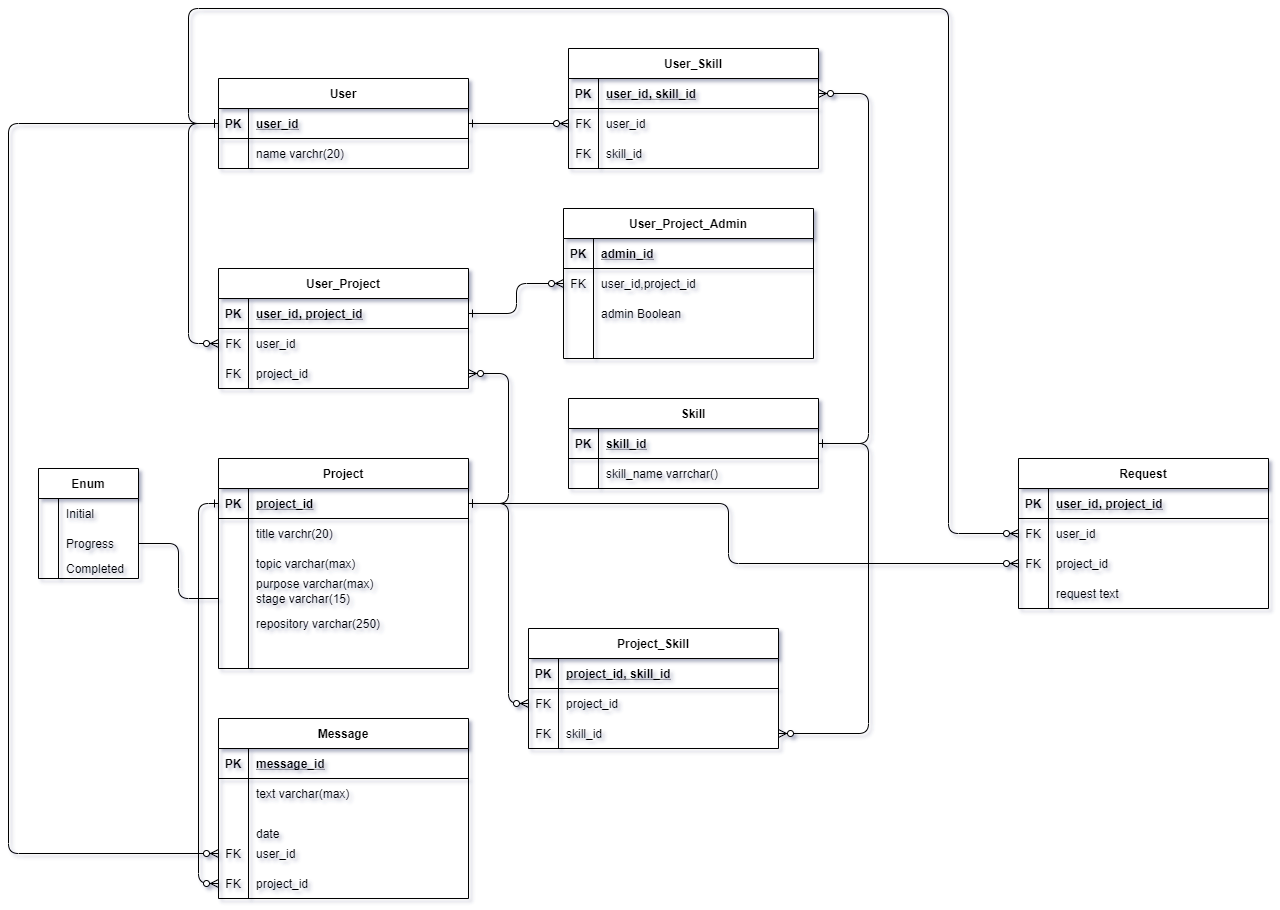 User_Skill
PK user_id, skill_id
FK user_id
FK skill_id
User
PK user_id
name varchr(20)
User_Project_Admin
PK admin_id
FK user_id,project_id
admin Boolean
User_Project
PK user_id, project_id
FK user_id
FK project_id
Skill
PK skill_id
skill_name varrchar()
Enum
Initial
Progress
Completed
Project
PK project_id
title varchr(20)
topic varchar(max)
purpose varchar(max)
stage varchar(15)
repository varchar(250)
Request
PK user_id, project_id
FK user_id
FK project_id
request text
Project_Skill
PK project_id, skill_id
FK project_id
FK skill_id
Message
PK message_id
text varchar(max)
date
FK user_id
FK project_id